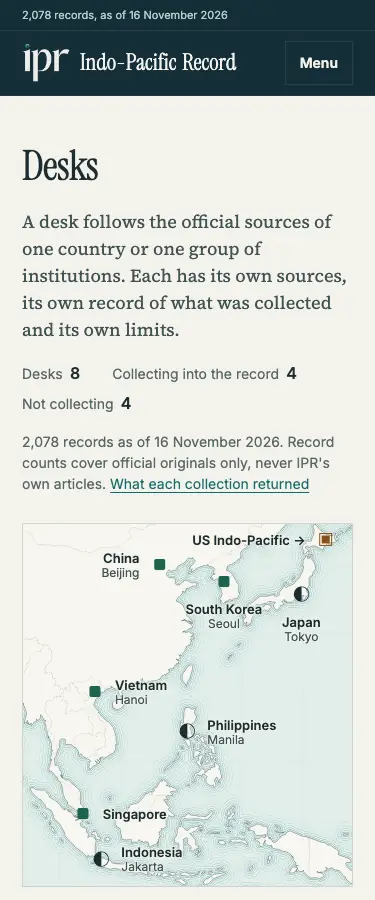 2,078 records, as of 16 November 2026
ipr Indo-Pacific Record
Menu
Desks
A desk follows the official sources of
one country or one group of
institutions. Each has its own sources,
its own record of what was collected
and its own limits.
Desks 8 Collecting into the record 4
Not collecting 4
2,078 records as of 16 November 2026. Record
counts cover official originals only, never IPR's
own articles. What each collection returned
US Indo-Pacific →
China
Beijing
South Korea
Seoul
Japan
Tokyo
Vietnam
Hanoi
Philippines
Manila
Singapore
Indonesia
Jakarta